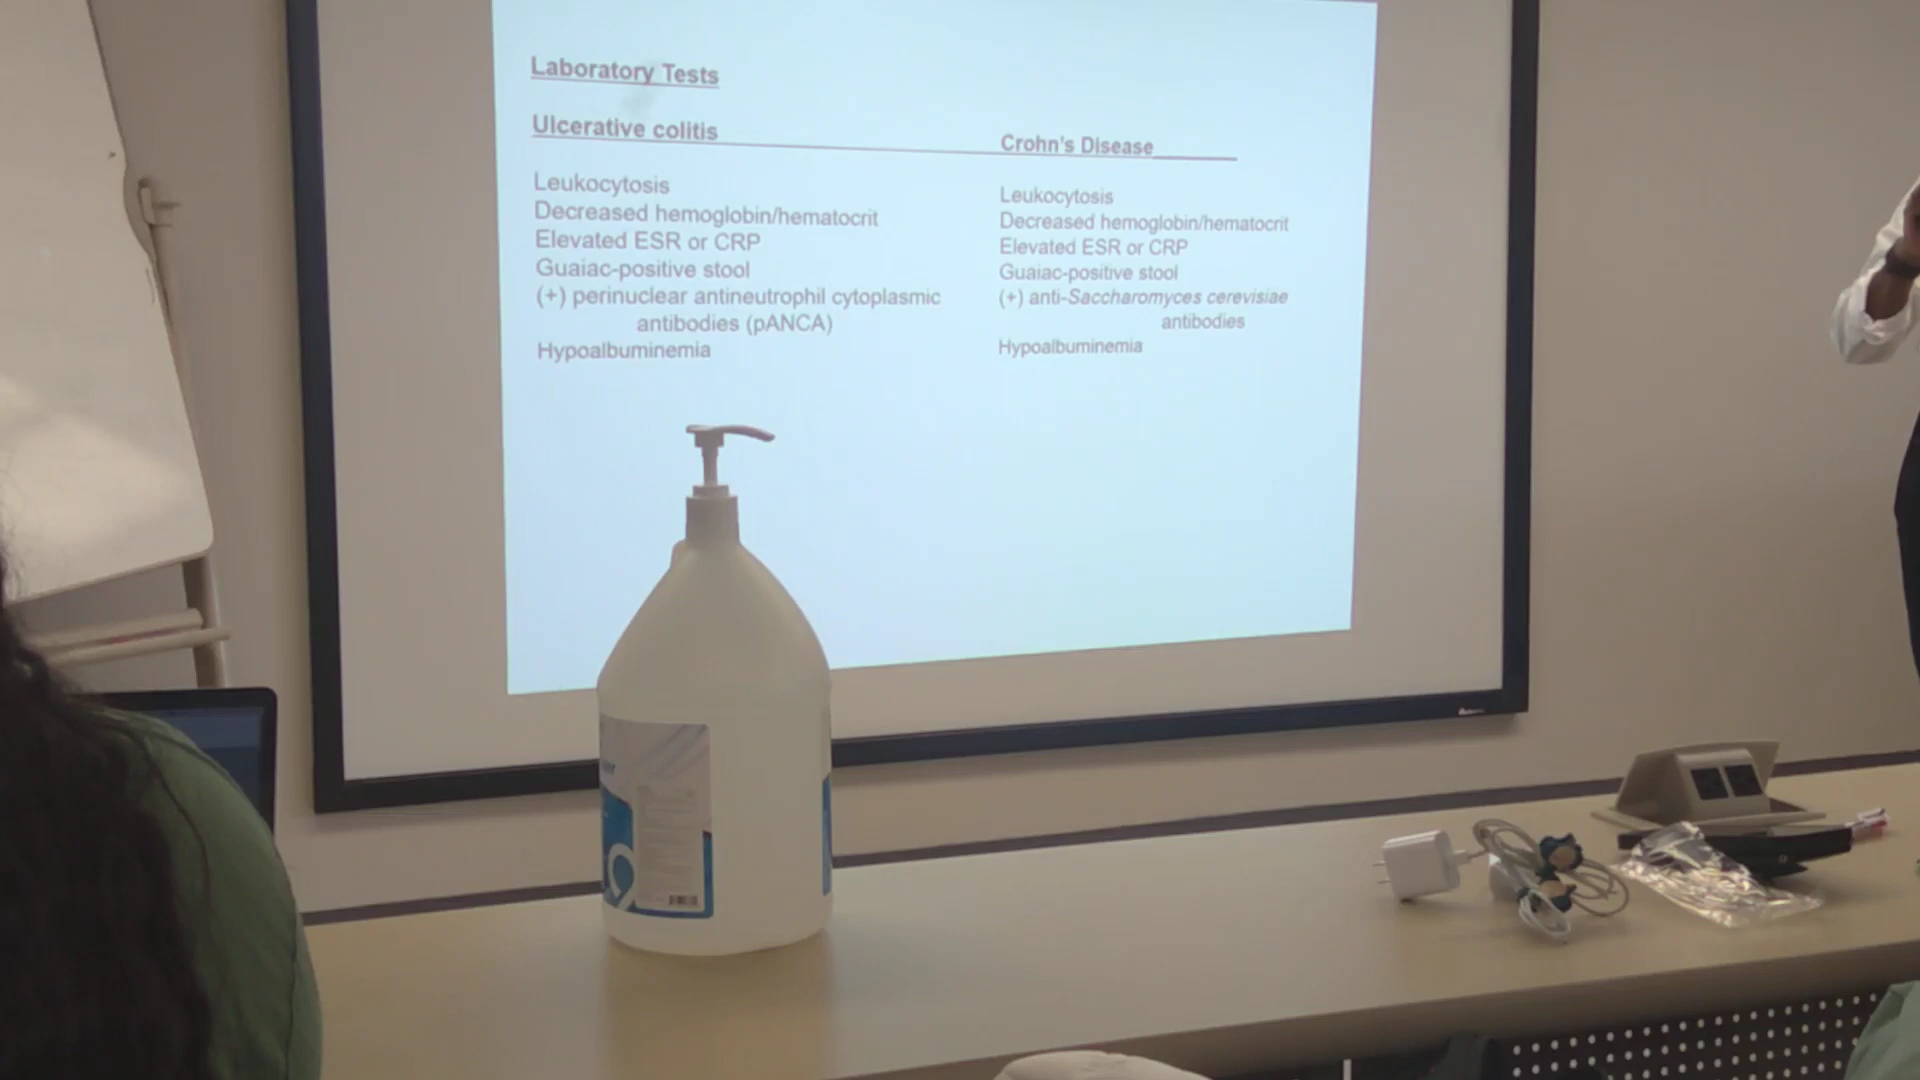 Laboratory Tests
Ulcerative colitis
Leukocytosis
Decreased hemoglobin/hematocrit
Elevated ESR or CRP
Guaiac-positive stool
(+) perinuclear antineutrophil cytoplasmic
antibodies (pANCA)
Hypoalbuminemia
Crohn's Disease
Leukocytosis
Decreased hemoglobin/hematocrit
Elevated ESR or CRP
Guaiac-positive stool
(+) anti-Saccharomyces cerevisiae
antibodies
Hypoalbuminemia